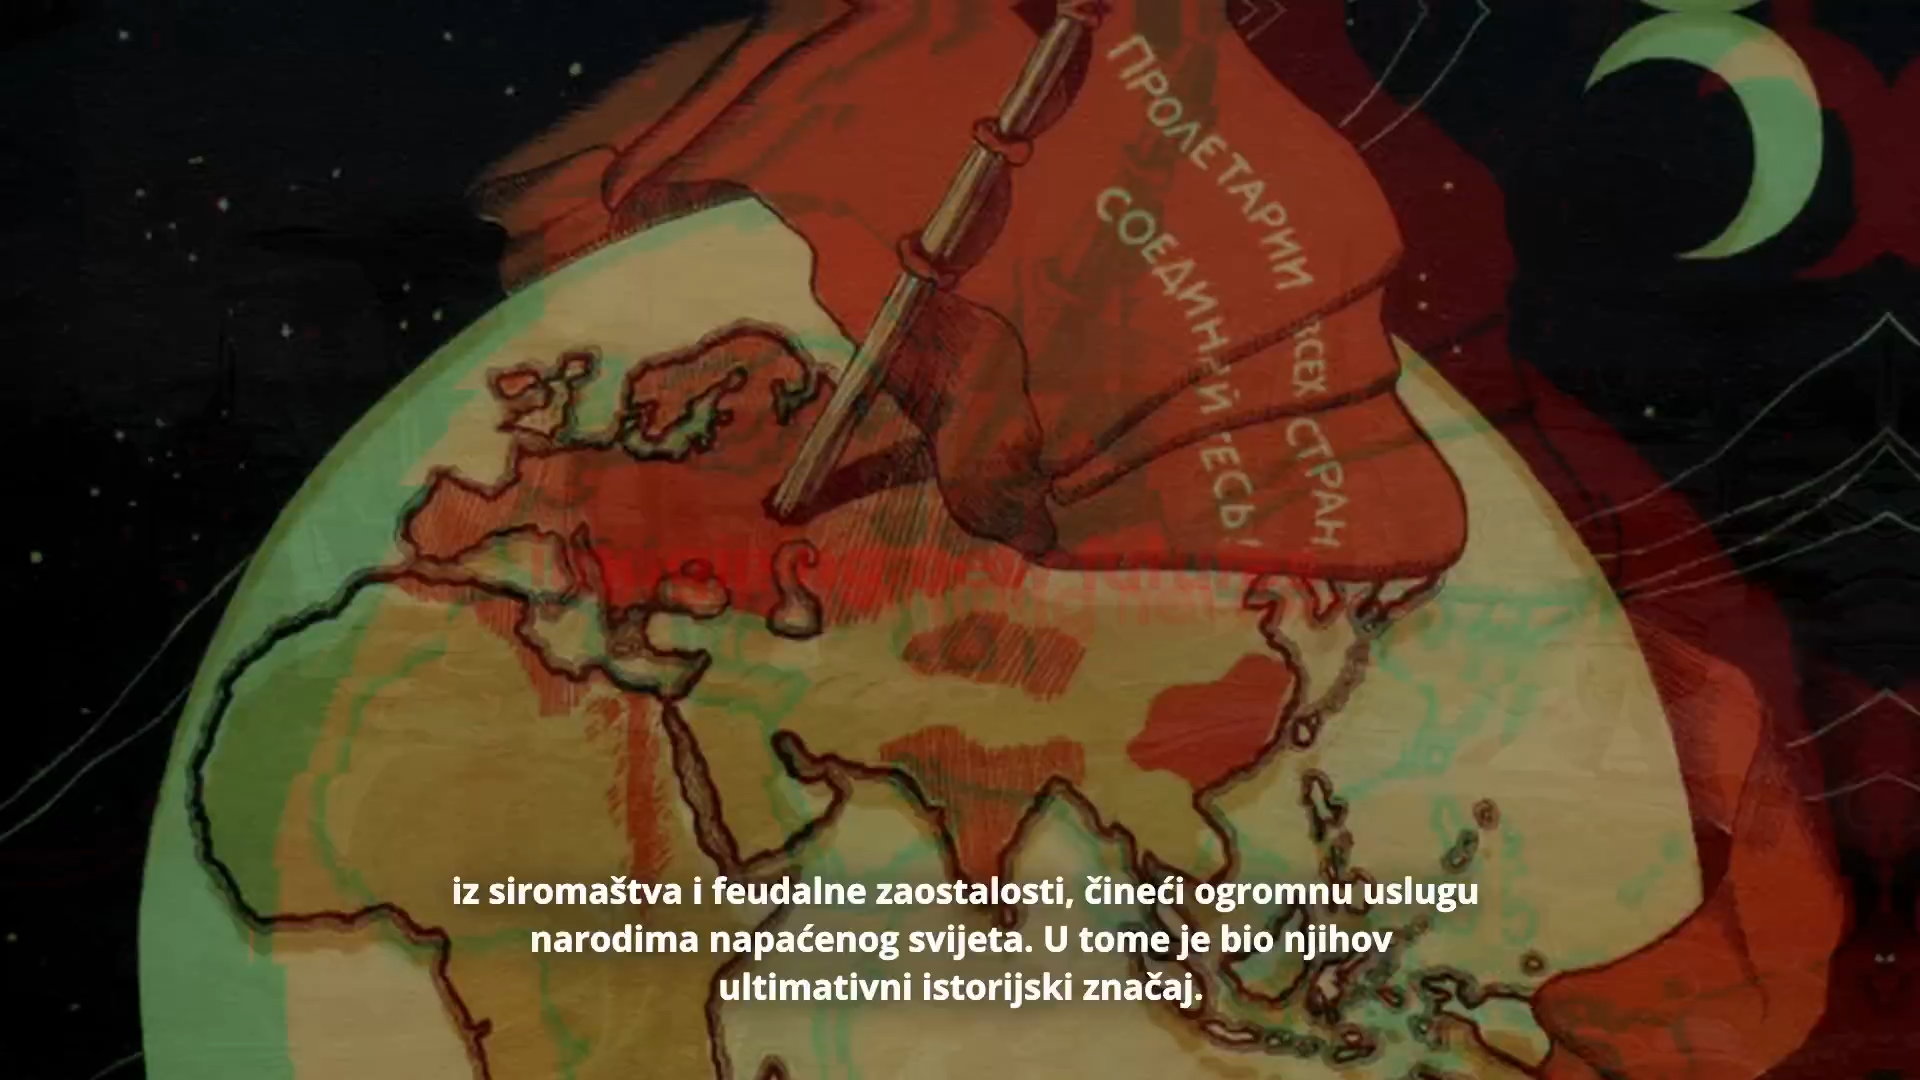 ПРОЛЕТАРИИ
ВСЕХ СТРАН
СОЕДИНЯЙТЕСЬ!
iz siromaštva i feudalne zaostalosti, čineći ogromnu uslugu
narodima napaćenog svijeta. U tome je bio njihov
ultimativni istorijski značaj.